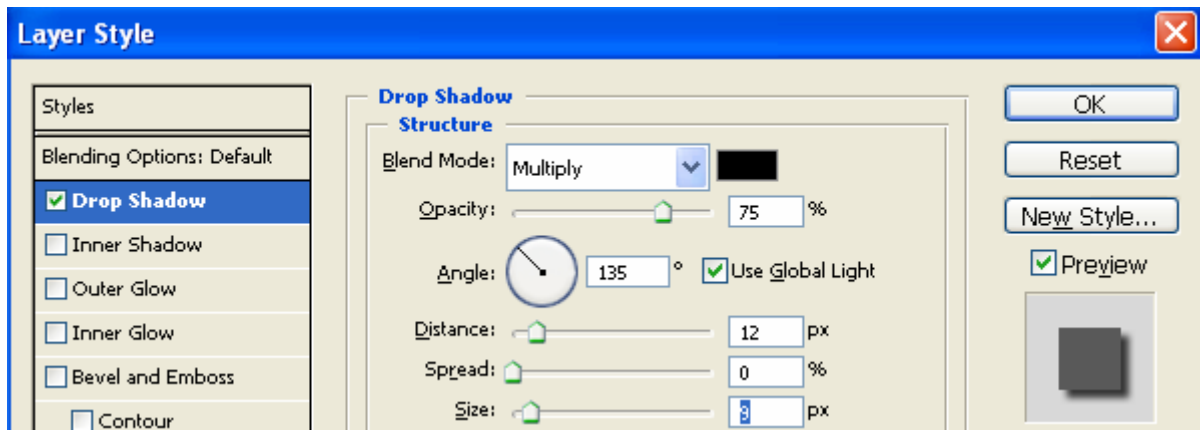 Layer Style
Styles
Blending Options: Default
Drop Shadow
Inner Shadow
Outer Glow
Inner Glow
Bevel and Emboss
Contour
Drop Shadow
Structure
Blend Mode: Multiply
Opacity: 75 %
Angle: 135 ° Use Global Light
Distance: 12 px
Spread: 0 %
Size: px
OK
Reset
New Style...
Preview